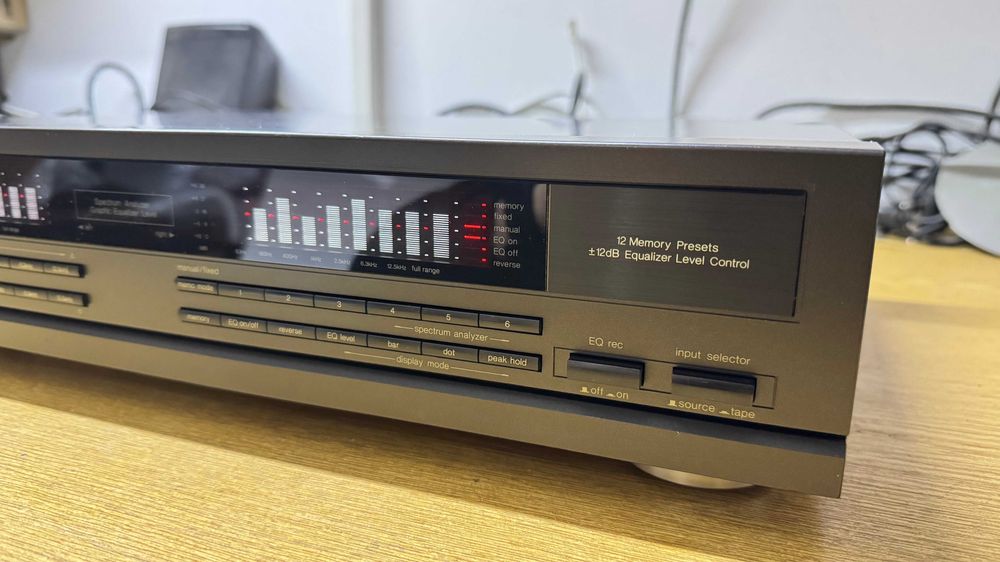 Spectrum Analyzer
Graphic Equalizer Level
memory
fixed
manual
EQ on
EQ off
reverse
160Hz 400Hz 1kHz 2.5kHz 6.3kHz 12.5kHz full range
12 Memory Presets
±12dB Equalizer Level Control
manual/fixed
memo mode 1 2 3 4 5 6
spectrum analyzer
memory EQ on/off reverse EQ level bar dot peak hold
display mode
EQ rec
off on
input selector
source tape